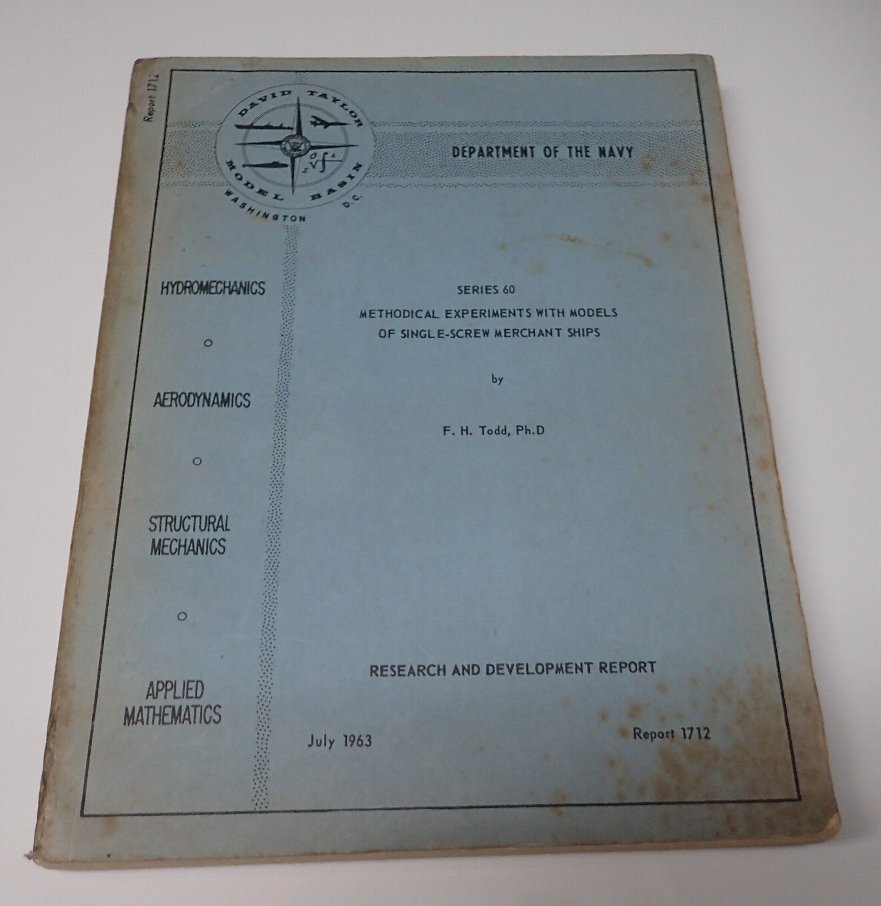 Report 1712
DAVID TAYLOR
MODEL BASIN
WASHINGTON D.C.
DEPARTMENT OF THE NAVY
HYDROMECHANICS
AERODYNAMICS
STRUCTURAL
MECHANICS
APPLIED
MATHEMATICS
SERIES 60
METHODICAL EXPERIMENTS WITH MODELS
OF SINGLE-SCREW MERCHANT SHIPS
by
F. H. Todd, Ph.D
RESEARCH AND DEVELOPMENT REPORT
July 1963
Report 1712